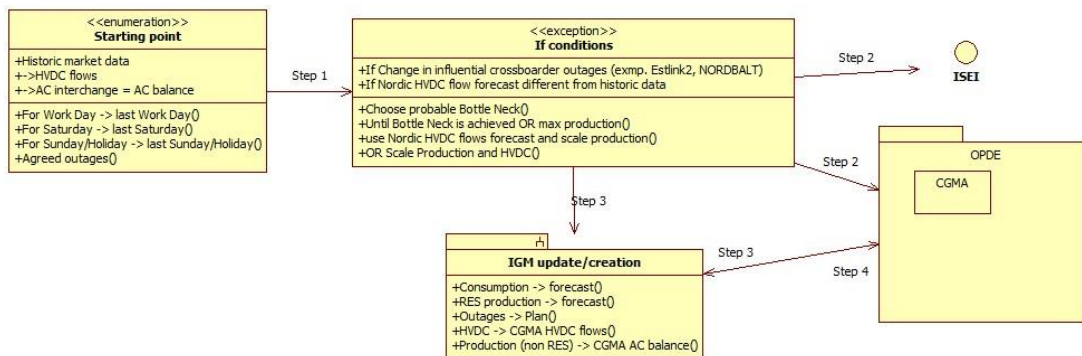 <<enumeration>>
Starting point
+Historic market data
+->HVDC flows
+->AC interchange = AC balance
+For Work Day -> last Work Day()
+For Saturday -> last Saturday()
+For Sunday/Holiday -> last Sunday/Holiday()
+Agreed outages()
Step 1
<<exception>>
If conditions
+If Change in influential crossboarder outages (exmp. Estlink2, NORDBALT)
+If Nordic HVDC flow forecast different from historic data
+Choose probable Bottle Neck()
+Until Bottle Neck is achieved OR max production()
+use Nordic HVDC flows forecast and scale production()
+OR Scale Production and HVDC()
Step 2
ISEI
Step 2
OPDE
CGMA
Step 3
IGM update/creation
+Consumption -> forecast()
+RES production -> forecast()
+Outages -> Plan()
+HVDC -> CGMA HVDC flows()
+Production (non RES) -> CGMA AC balance()
Step 3
Step 4